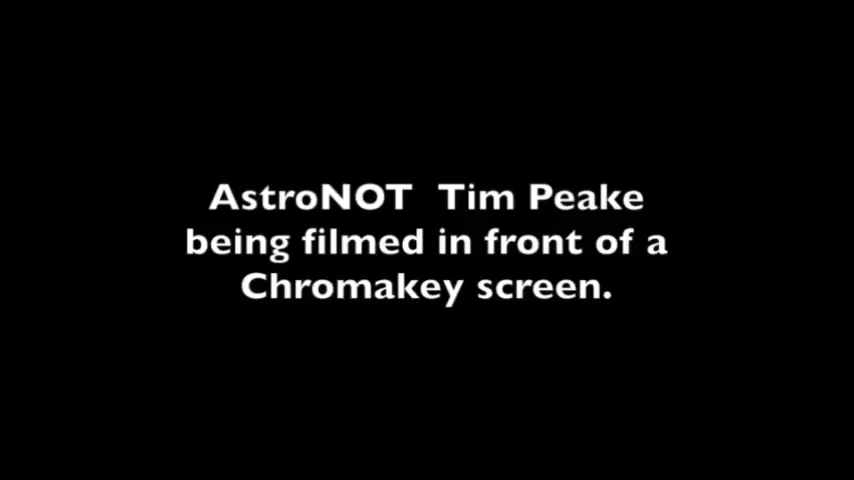 AstroNOT  Tim Peake
being filmed in front of a
Chromakey screen.